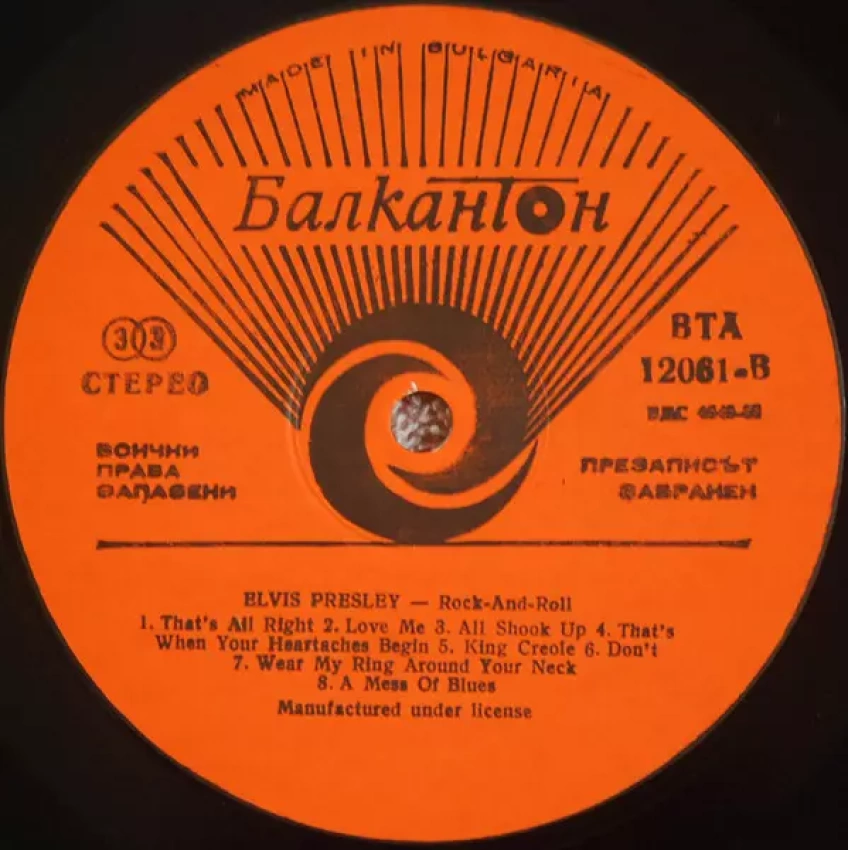 MADE IN BULGARIA
Балкантон
33
СТЕРЕО
ВТА
12061-В
ВСИЧКИ
ПРАВА
ЗАПАЗЕНИ
ПРЕЗАПИСЪТ
ЗАБРАНЕН
ELVIS PRESLEY — Rock-And-Roll
1. That's All Right 2. Love Me 3. All Shook Up 4. That's
When Your Heartaches Begin 5. King Creole 6. Don't
7. Wear My Ring Around Your Neck
8. A Mess Of Blues
Manufactured under license